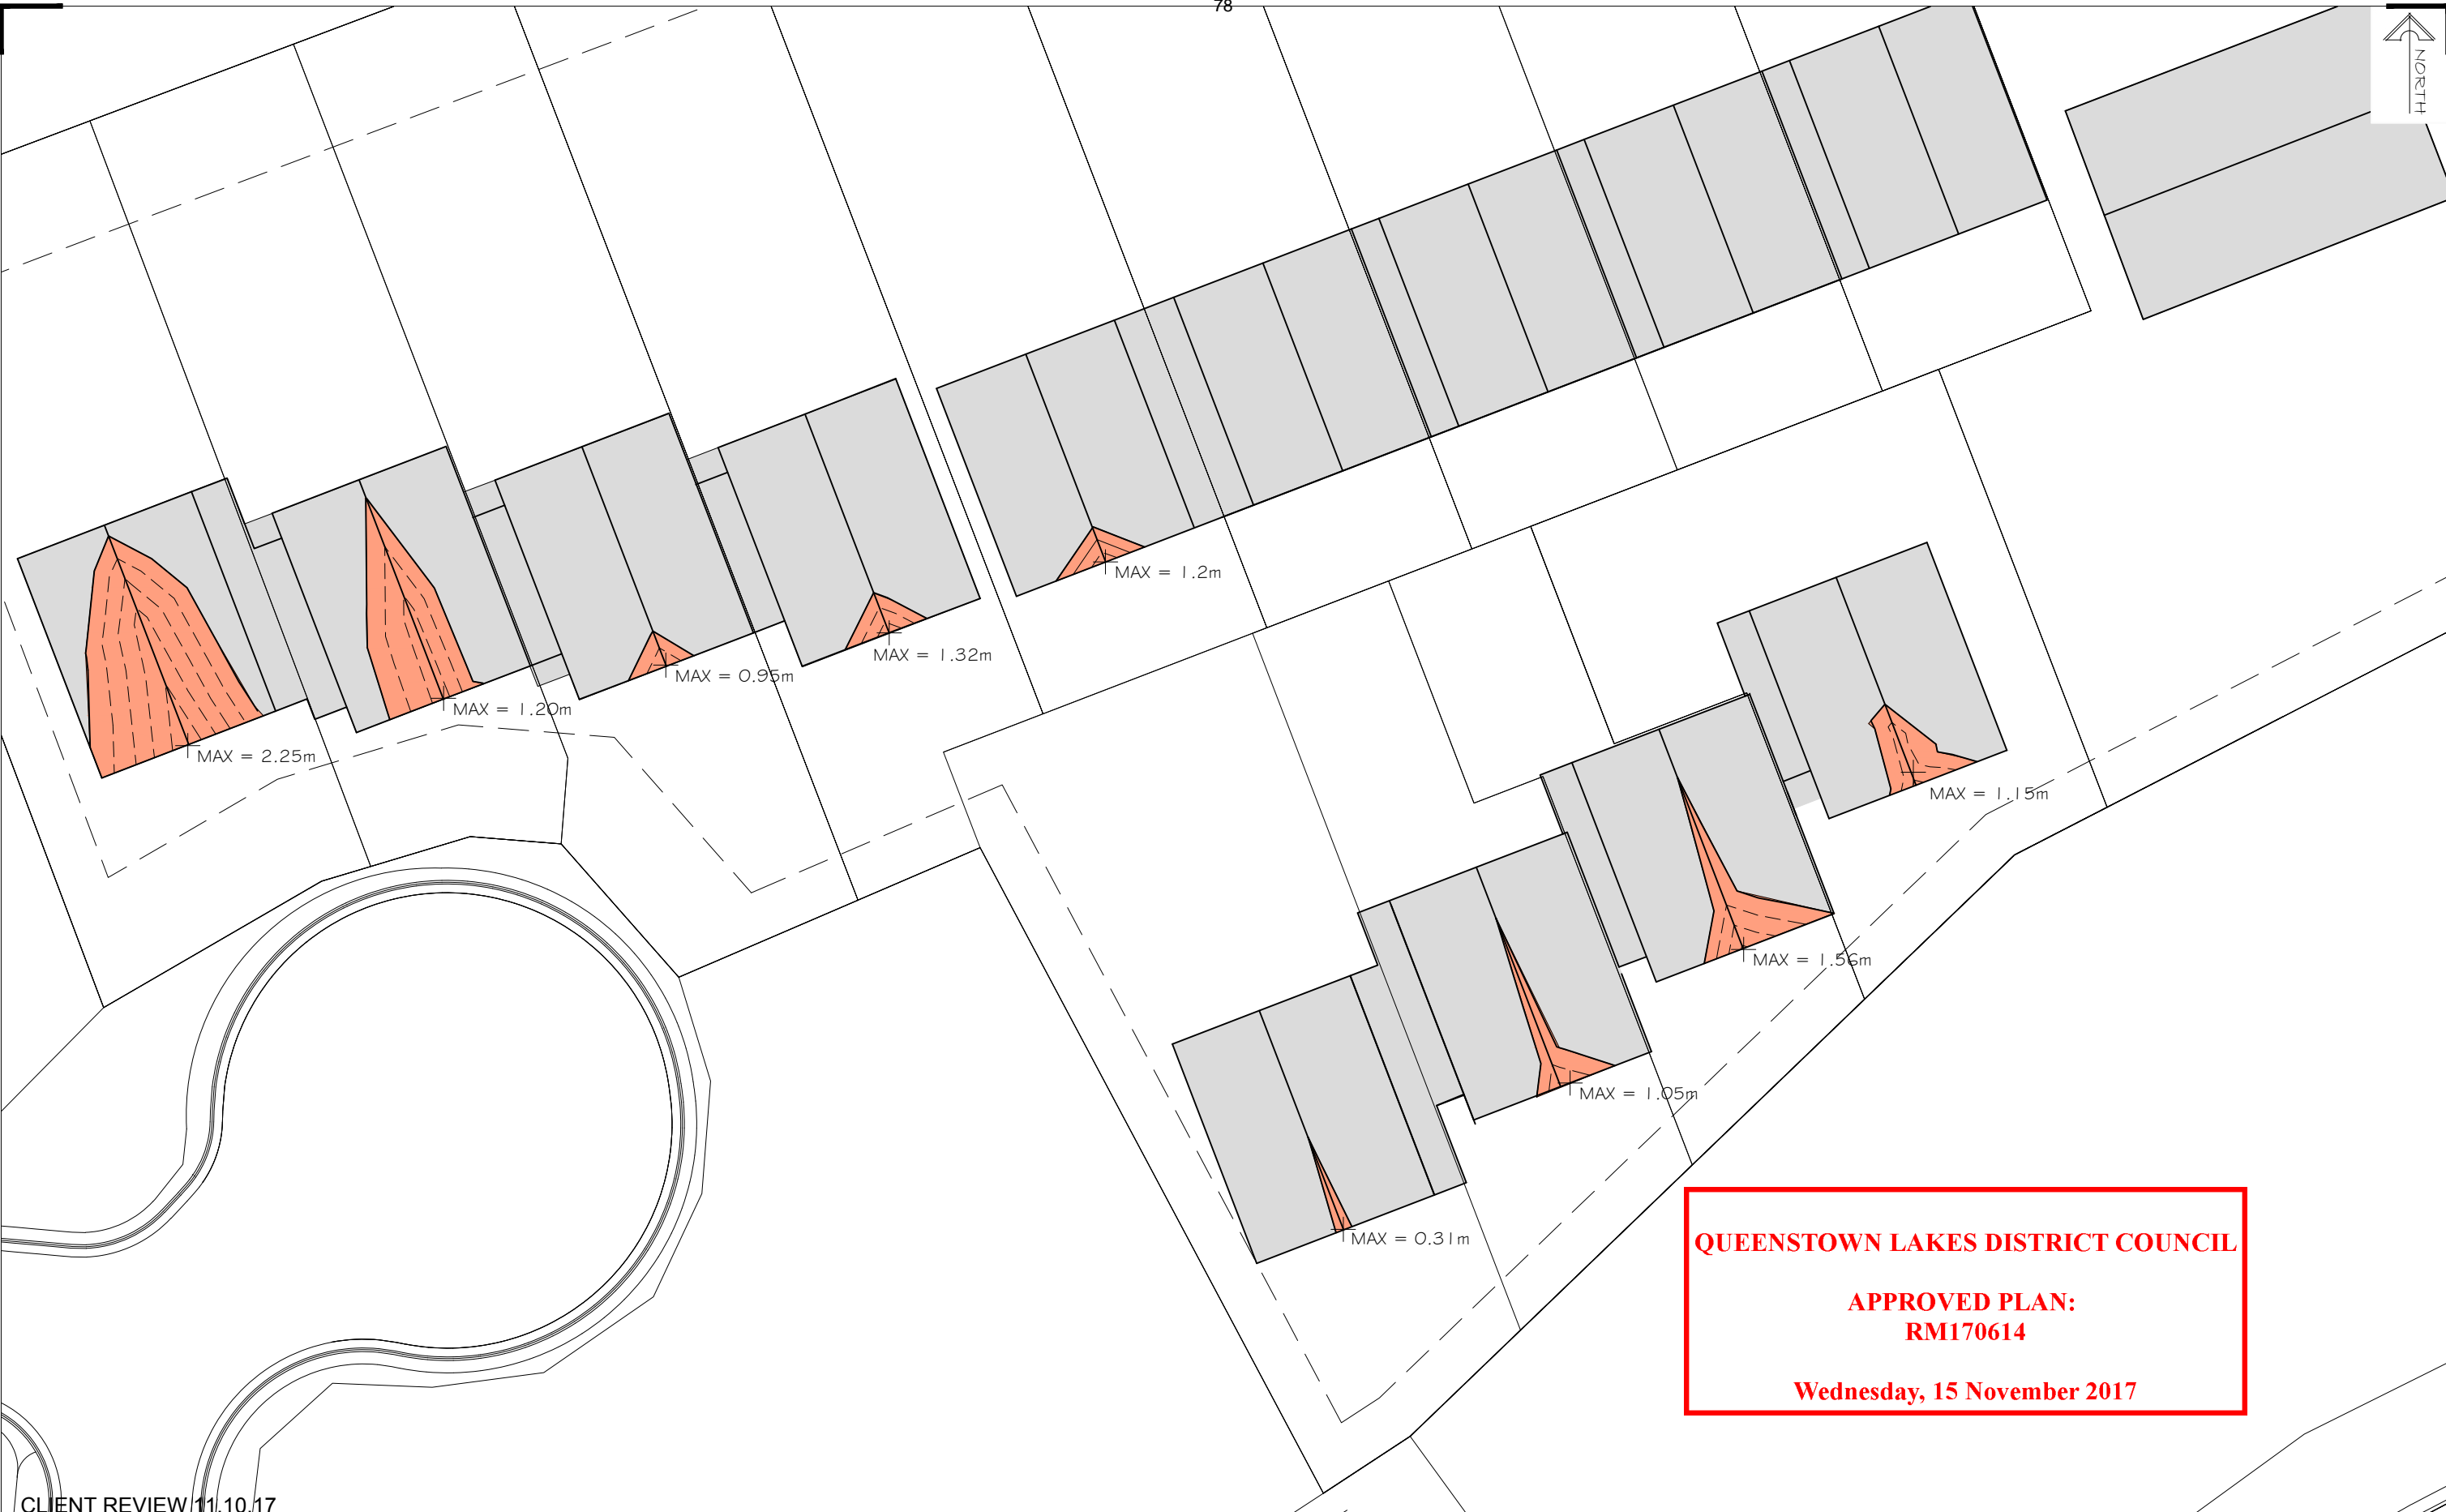 78
NORTH
MAX = 1.2m
MAX = 1.32m
MAX = 0.95m
MAX = 1.20m
MAX = 2.25m
MAX = 1.15m
MAX = 1.56m
MAX = 1.05m
MAX = 0.31m
QUEENSTOWN LAKES DISTRICT COUNCIL
APPROVED PLAN:
RM170614
Wednesday, 15 November 2017
CLIENT REVIEW 11.10.17